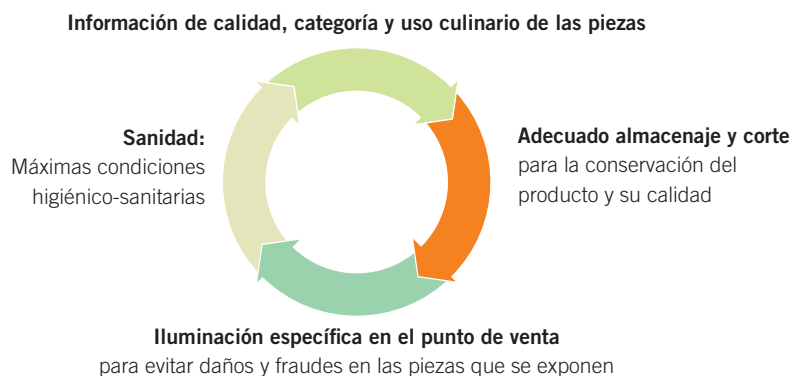 Información de calidad, categoría y uso culinario de las piezas
Sanidad:
Máximas condiciones
higiénico-sanitarias
Adecuado almacenaje y corte
para la conservación del
producto y su calidad
Iluminación específica en el punto de venta
para evitar daños y fraudes en las piezas que se exponen